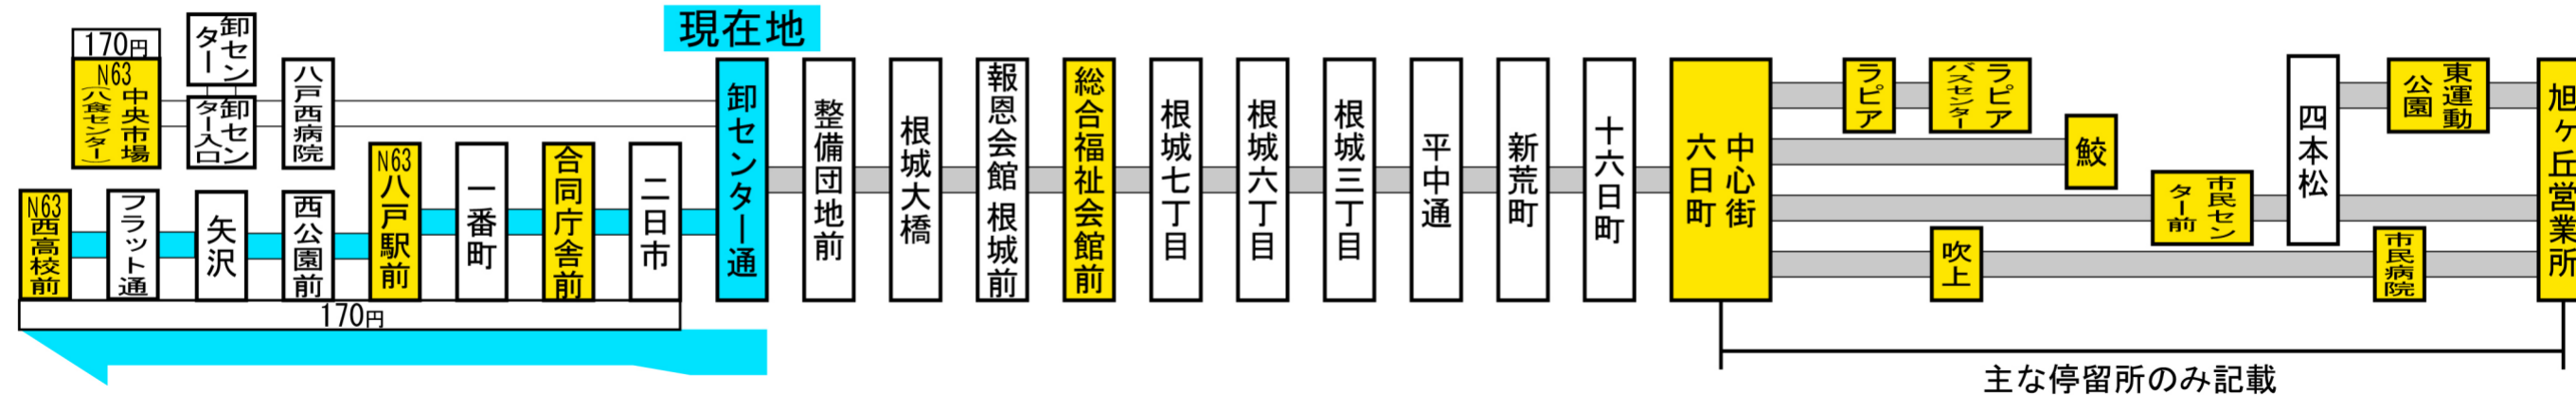 現在地
170円
N63
中央市場
(八食センター)
卸セン
ター
卸セン
ター入口
八戸西病院
N63
西高校前
フラット通
矢沢
西公園前
N63
八戸駅前
一番町
合同庁舎前
二日市
170円
卸センター通
整備団地前
根城大橋
報恩会館 根城前
総合福祉会館前
根城七丁目
根城六丁目
根城三丁目
平中通
新荒町
十六日町
中心街
六日町
ラピア
ラピア
バスセンター
鮫
市民セン
ター前
吹上
四本松
東運動
公園
市民病院
旭ヶ丘営業所
主な停留所のみ記載